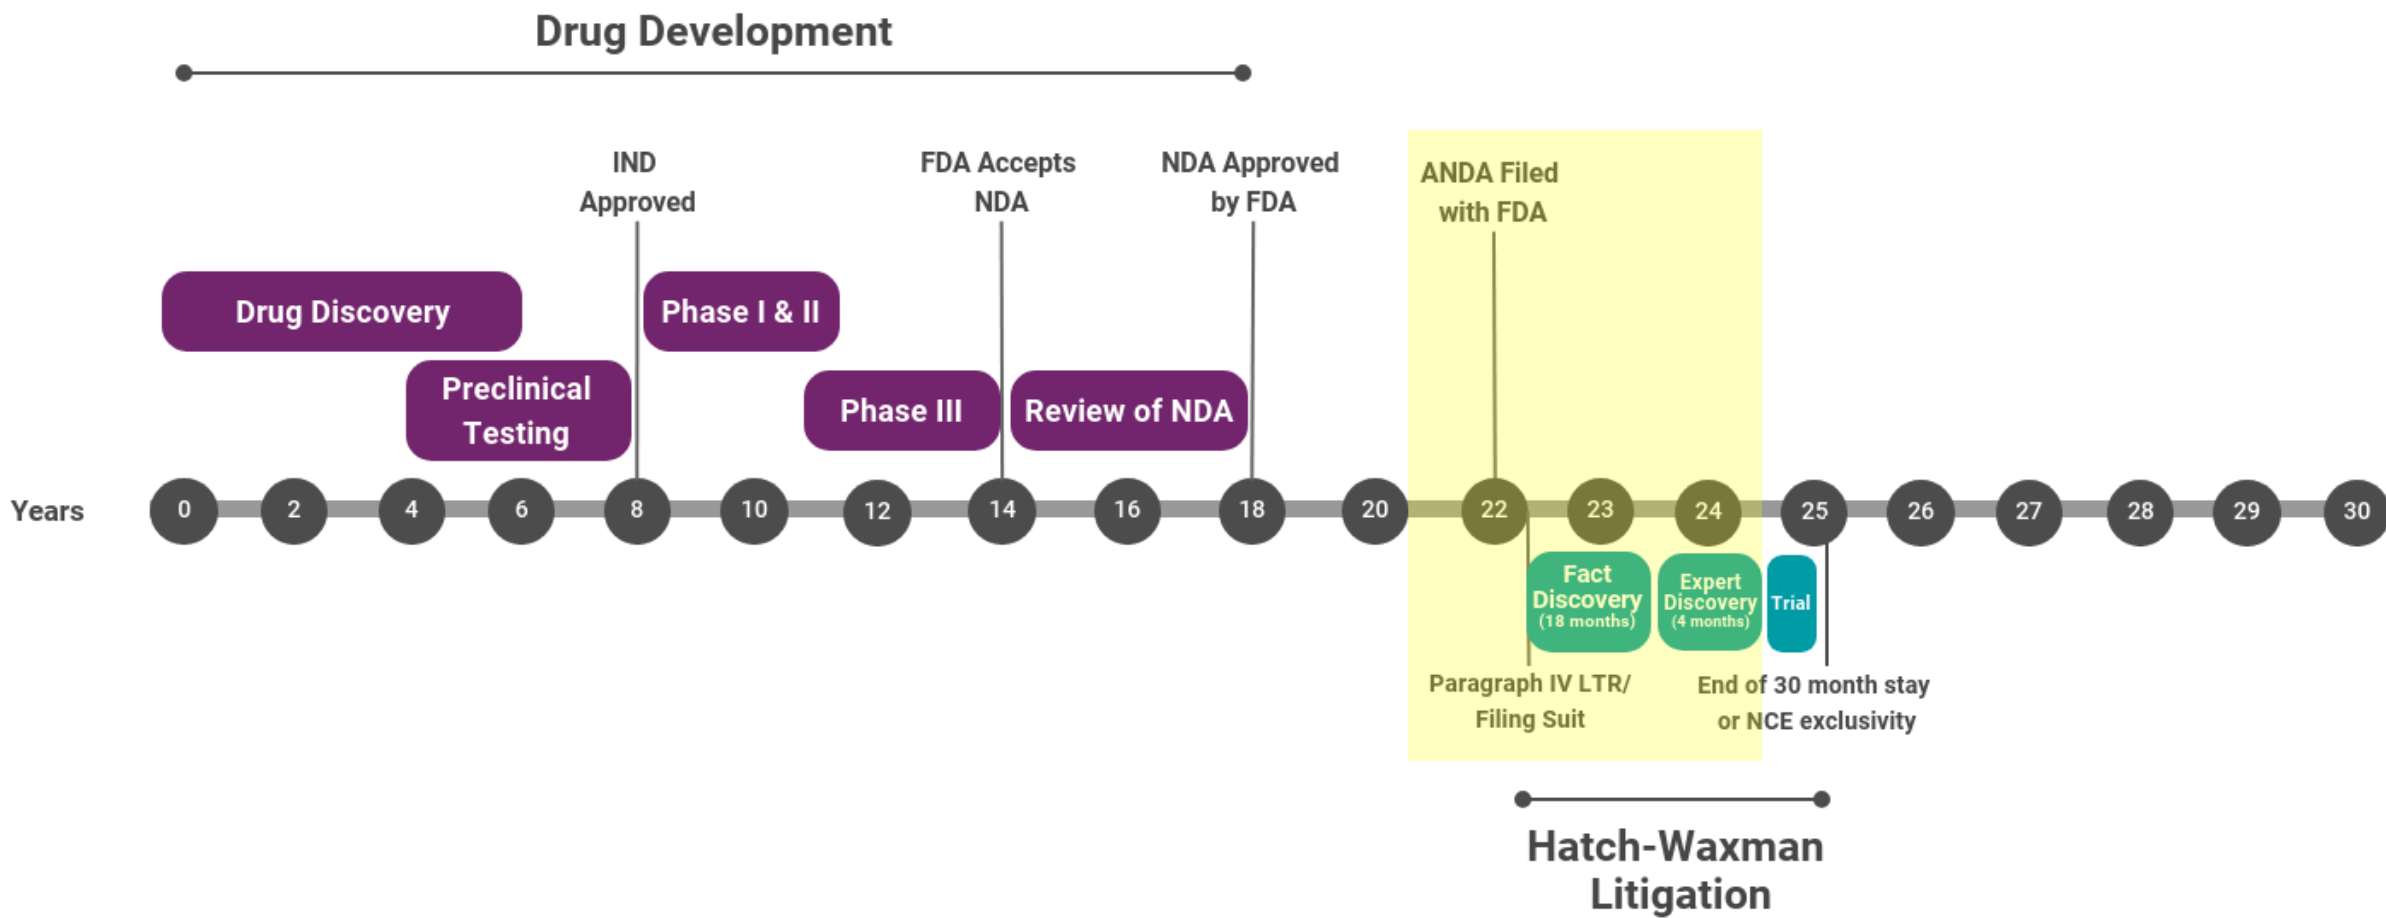 Drug Development
IND
Approved
FDA Accepts
NDA
NDA Approved
by FDA
ANDA Filed
with FDA
Drug Discovery
Phase I & II
Preclinical
Testing
Phase III
Review of NDA
Years
0
2
4
6
8
10
12
14
16
18
20
22
23
24
25
26
27
28
29
30
Fact
Discovery
(18 months)
Expert
Discovery
(4 months)
Trial
Paragraph IV LTR/
Filing Suit
End of 30 month stay
or NCE exclusivity
Hatch-Waxman
Litigation